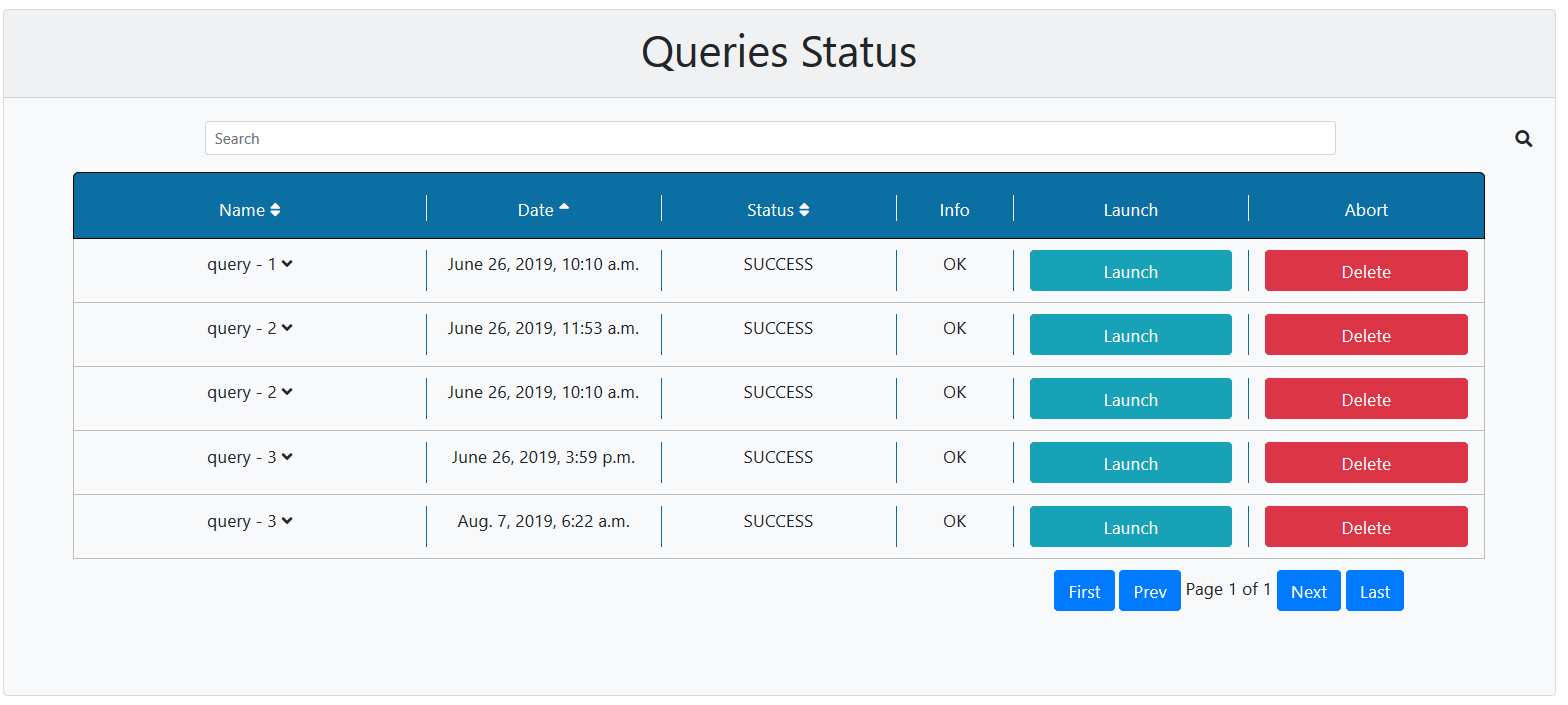 Queries Status
Search
Name Date Status Info Launch Abort
query - 1 June 26, 2019, 10:10 a.m. SUCCESS OK Launch Delete
query - 2 June 26, 2019, 11:53 a.m. SUCCESS OK Launch Delete
query - 2 June 26, 2019, 10:10 a.m. SUCCESS OK Launch Delete
query - 3 June 26, 2019, 3:59 p.m. SUCCESS OK Launch Delete
query - 3 Aug. 7, 2019, 6:22 a.m. SUCCESS OK Launch Delete
First Prev Page 1 of 1 Next Last